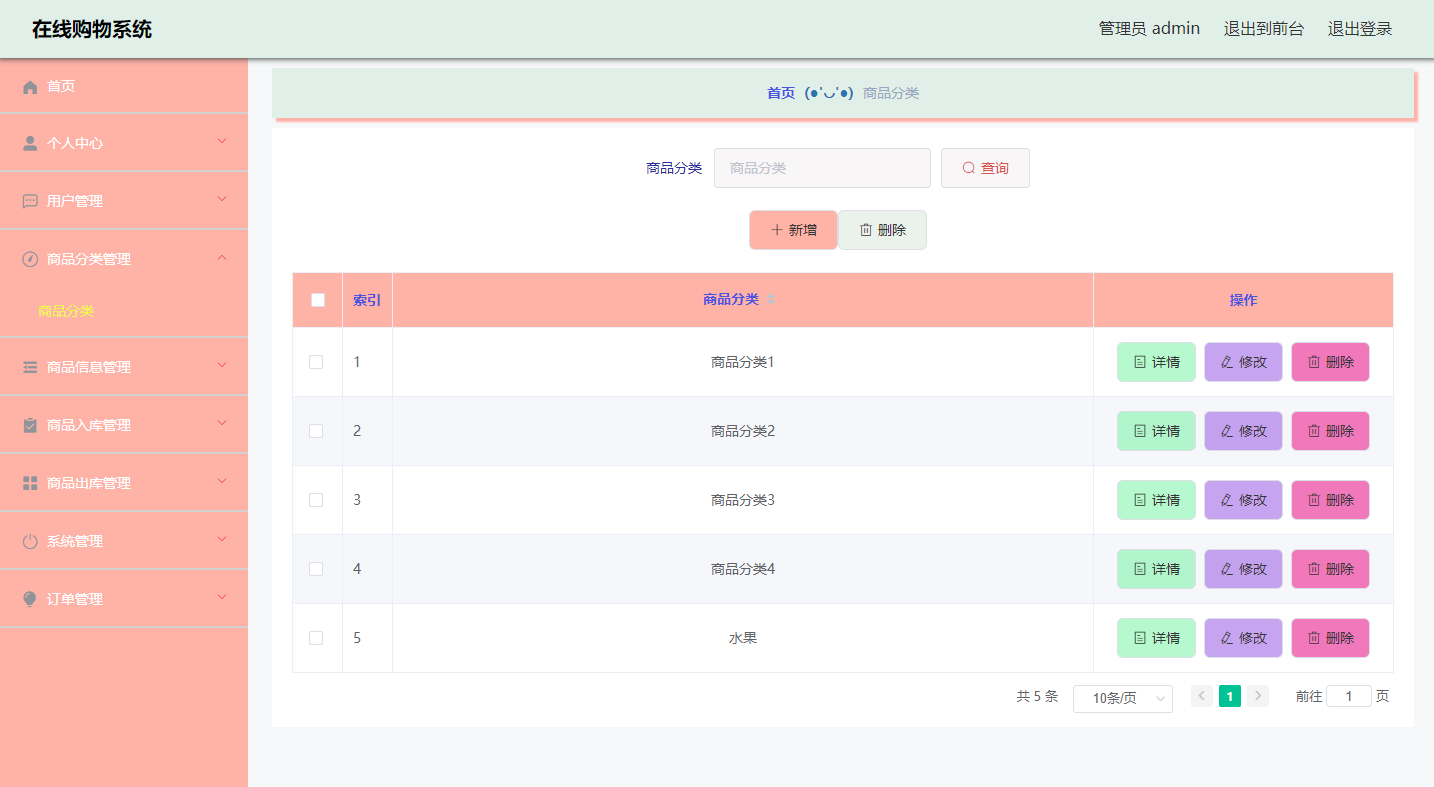 在线购物系统
管理员 admin 退出到前台 退出登录
首页
个人中心
用户管理
商品分类管理
商品分类
商品信息管理
商品入库管理
商品出库管理
系统管理
订单管理
首页 (●'◡'●) 商品分类
商品分类 商品分类 查询
新增 删除
索引 商品分类 操作
1 商品分类1 详情 修改 删除
2 商品分类2 详情 修改 删除
3 商品分类3 详情 修改 删除
4 商品分类4 详情 修改 删除
5 水果 详情 修改 删除
共 5 条 10条/页 1 前往 1 页